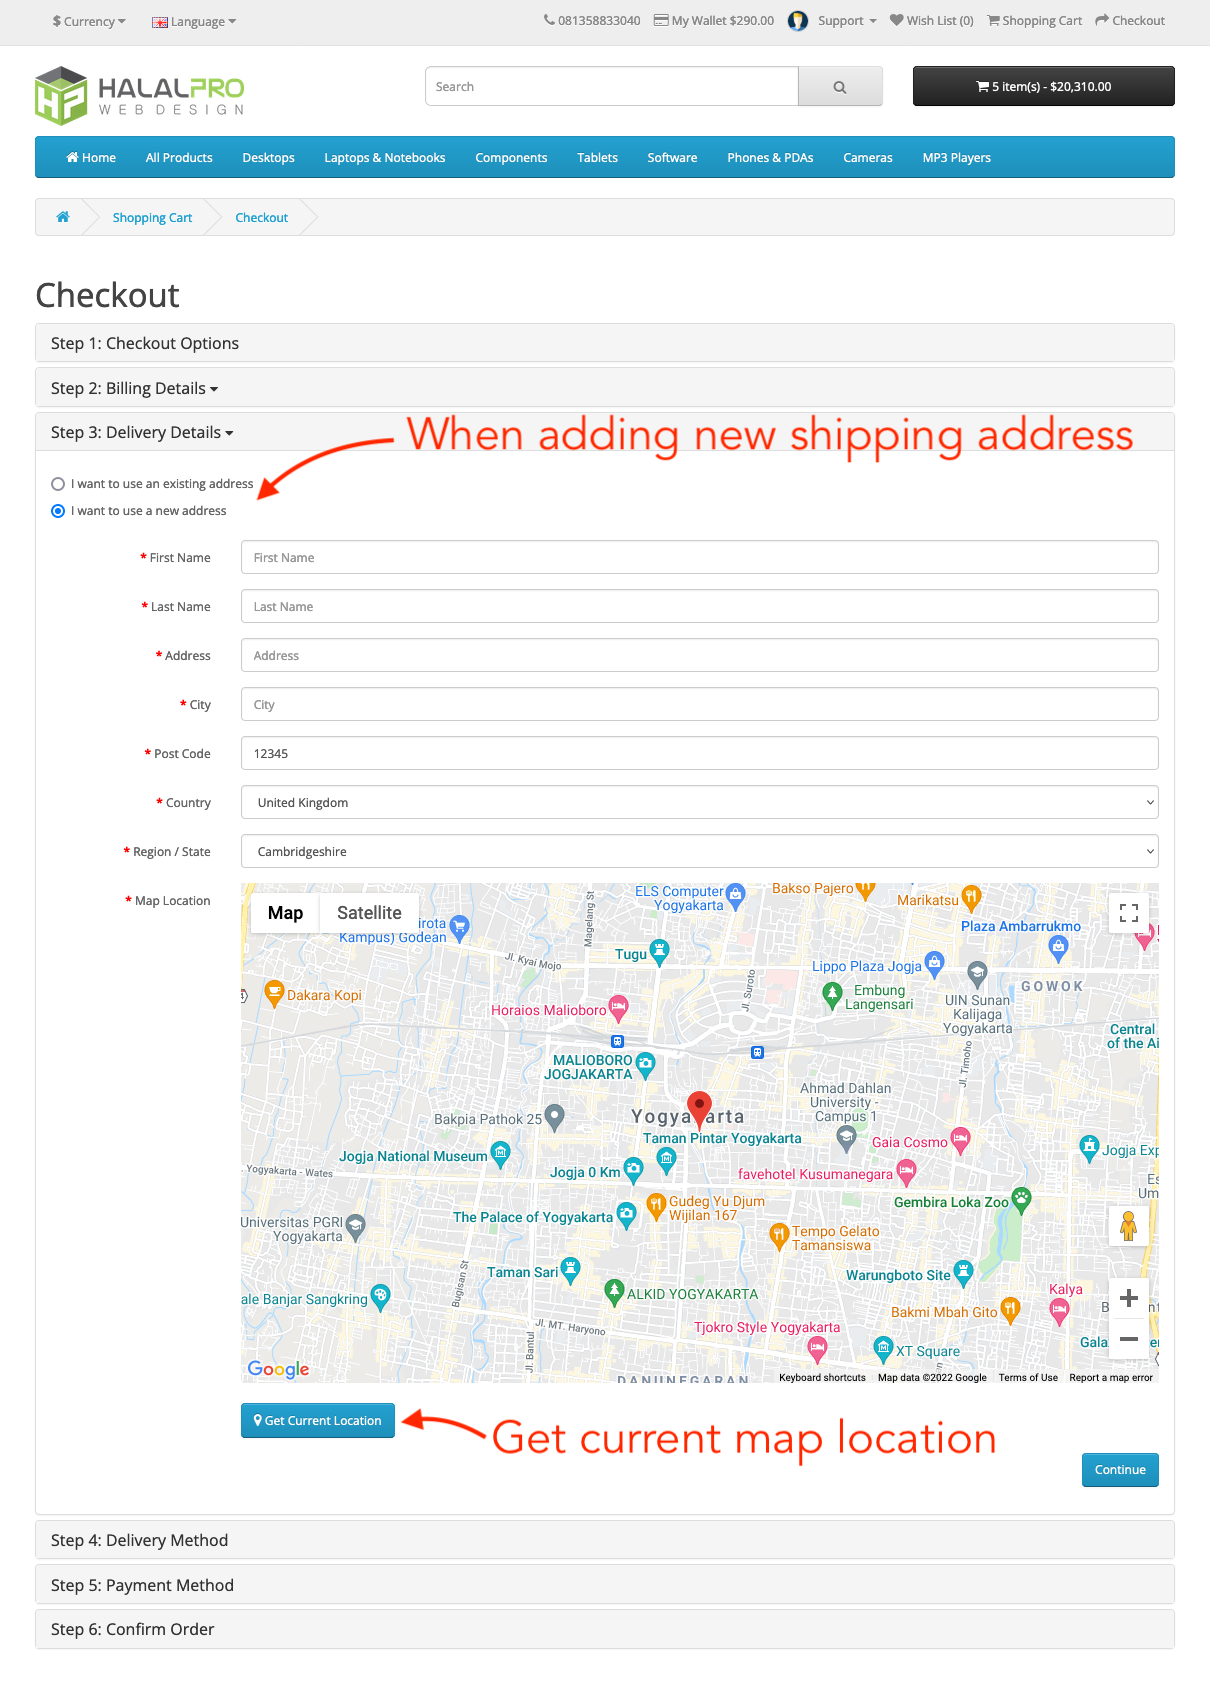 $ Currency
Language
081358833040
My Wallet $290.00
Support
Wish List (0)
Shopping Cart
Checkout
HALALPRO
WEB DESIGN
Search
5 item(s) - $20,310.00
Home
All Products
Desktops
Laptops & Notebooks
Components
Tablets
Software
Phones & PDAs
Cameras
MP3 Players
Shopping Cart
Checkout
Checkout
Step 1: Checkout Options
Step 2: Billing Details
Step 3: Delivery Details
When adding new shipping address
I want to use an existing address
I want to use a new address
* First Name
First Name
* Last Name
Last Name
* Address
Address
* City
City
* Post Code
12345
* Country
United Kingdom
* Region / State
Cambridgeshire
* Map Location
Map
Satellite
irota
Kampus) Godean
Magelang St
ELS Computer
Yogyakarta
Bakso Pajero
Marikatsu
Plaza Ambarrukmo
Jl. Kyai Mojo
Tugu
Jl. Suroto
Lippo Plaza Jogja
Dakara Kopi
Horaios Malioboro
Embung
Langensari
UIN Sunan
Kalijaga
Yogyakarta
GOWOK
Central
of the Ai
MALIOBORO
JOGJAKARTA
Jl. Timoho
Bakpia Pathok 25
Yogyakarta
Ahmad Dahlan
University -
Campus 1
Taman Pintar Yogyakarta
Gaia Cosmo
Jogja National Museum
Jogja Exp
Yogyakarta - Wates
Jogja 0 Km
favehotel Kusumanegara
Es
Um
Gudeg Yu Djum
Wijilan 167
Gembira Loka Zoo
Universitas PGRI
Yogyakarta
The Palace of Yogyakarta
Tempo Gelato
Tamansiswa
Taman Sari
Bugisan St
Warungboto Site
ale Banjar Sangkring
ALKID YOGYAKARTA
Kalya
Bakmi Mbah Gito
B
nt
Jl. Bantul
Jl. MT. Haryono
Tjokro Style Yogyakarta
XT Square
Gala
er
Google
DANUNEGARAN
Keyboard shortcuts
Map data ©2022 Google
Terms of Use
Report a map error
Get Current Location
Get current map location
Continue
Step 4: Delivery Method
Step 5: Payment Method
Step 6: Confirm Order